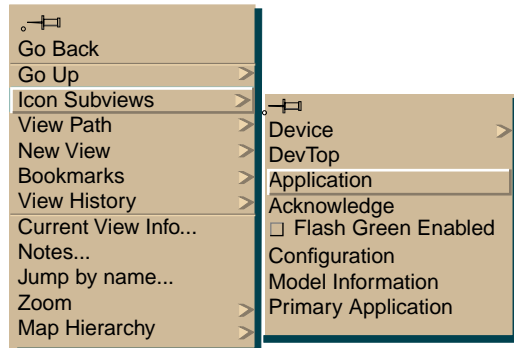 Go Back
Go Up
Icon Subviews
View Path
New View
Bookmarks
View History
Current View Info...
Notes...
Jump by name...
Zoom
Map Hierarchy
Device
DevTop
Application
Acknowledge
Flash Green Enabled
Configuration
Model Information
Primary Application